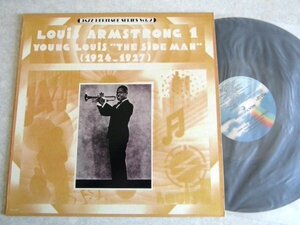 JAZZ HERITAGE SERIES Vol.2
LOUIS ARMSTRONG 1
YOUNG LOUIS "THE SIDE MAN"
(1924-1927)